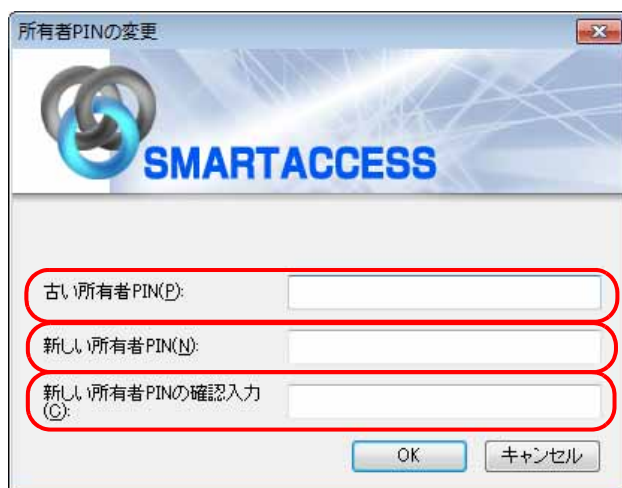 所有者PINの変更
SMARTACCESS
古い所有者PIN(P):
新しい所有者PIN(N):
新しい所有者PINの確認入力
(C):
OK
キャンセル